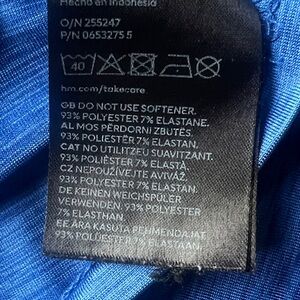 Hecho en Indonesia
O/N 255247
P/N 0653275 5
40
hm.com/takecare
GB DO NOT USE SOFTENER.
93% POLYESTER 7% ELASTANE.
AL MOS PËRDORNI ZBUTËS.
93% POLIESTËR 7% ELASTAN.
CAT NO UTILITZEU SUAVITZANT.
93% POLIÈSTER 7% ELASTÀ
CZ NEPOUŽÍVEJTE AVIVÁŽ.
93% POLYESTER 7% ELASTAN.
DE KEINEN WEICHSPÜLER
VERWENDEN. 93% POLYESTER
7% ELASTHAN.
EE ÄRA KASUTA PEHMENDAJAT.
93% POLÜESTER 7% ELASTAAN.